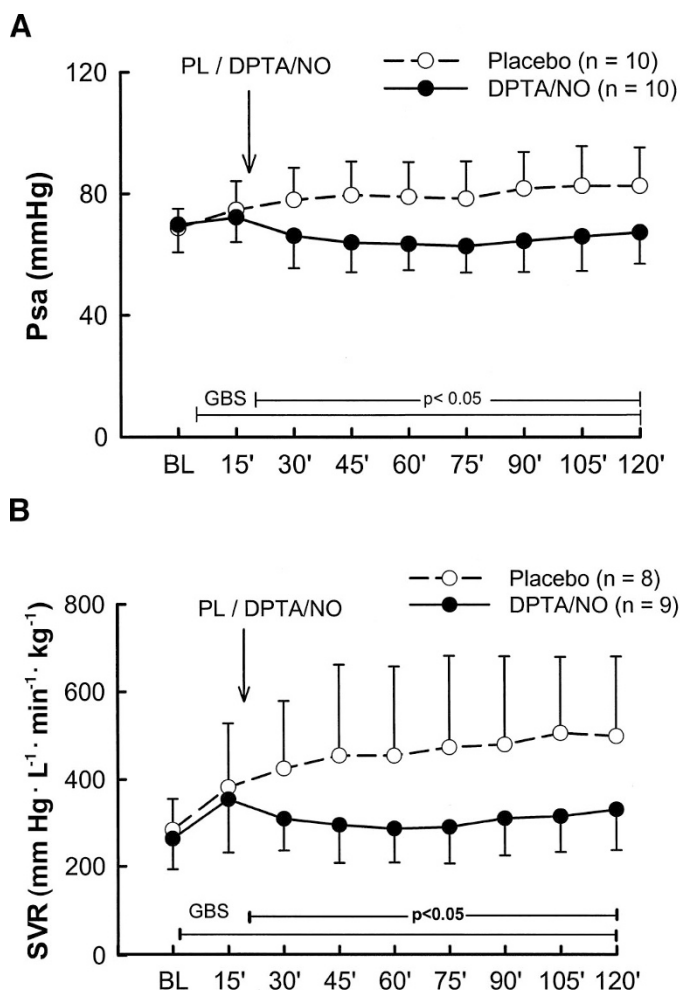 A
PL / DPTA/NO
Placebo (n = 10)
DPTA/NO (n = 10)
120
80
40
0
Psa (mmHg)
GBS
p< 0.05
BL 15' 30' 45' 60' 75' 90' 105' 120'
B
PL / DPTA/NO
Placebo (n = 8)
DPTA/NO (n = 9)
800
600
400
200
0
SVR (mm Hg · L⁻¹· min⁻¹· kg⁻¹)
GBS
p<0.05
BL 15' 30' 45' 60' 75' 90' 105' 120'